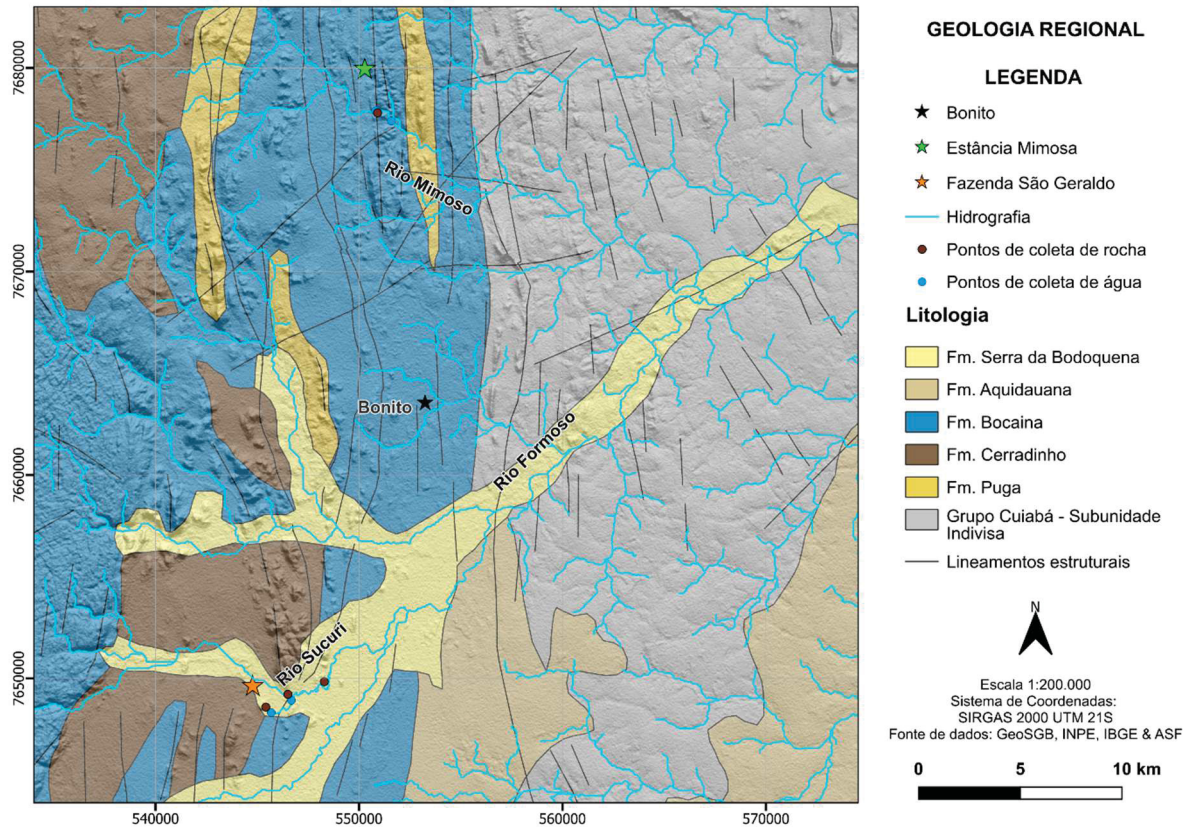 7680000
7670000
7660000
7650000
540000
550000
560000
570000
Rio Mimoso
Bonito
Rio Formoso
Rio Sucuri
GEOLOGIA REGIONAL
LEGENDA
Bonito
Estância Mimosa
Fazenda São Geraldo
Hidrografia
Pontos de coleta de rocha
Pontos de coleta de água
Litologia
Fm. Serra da Bodoquena
Fm. Aquidauana
Fm. Bocaina
Fm. Cerradinho
Fm. Puga
Grupo Cuiabá - Subunidade
Indivisa
Lineamentos estruturais
N
Escala 1:200.000
Sistema de Coordenadas:
SIRGAS 2000 UTM 21S
Fonte de dados: GeoSGB, INPE, IBGE & ASF
0 5 10 km